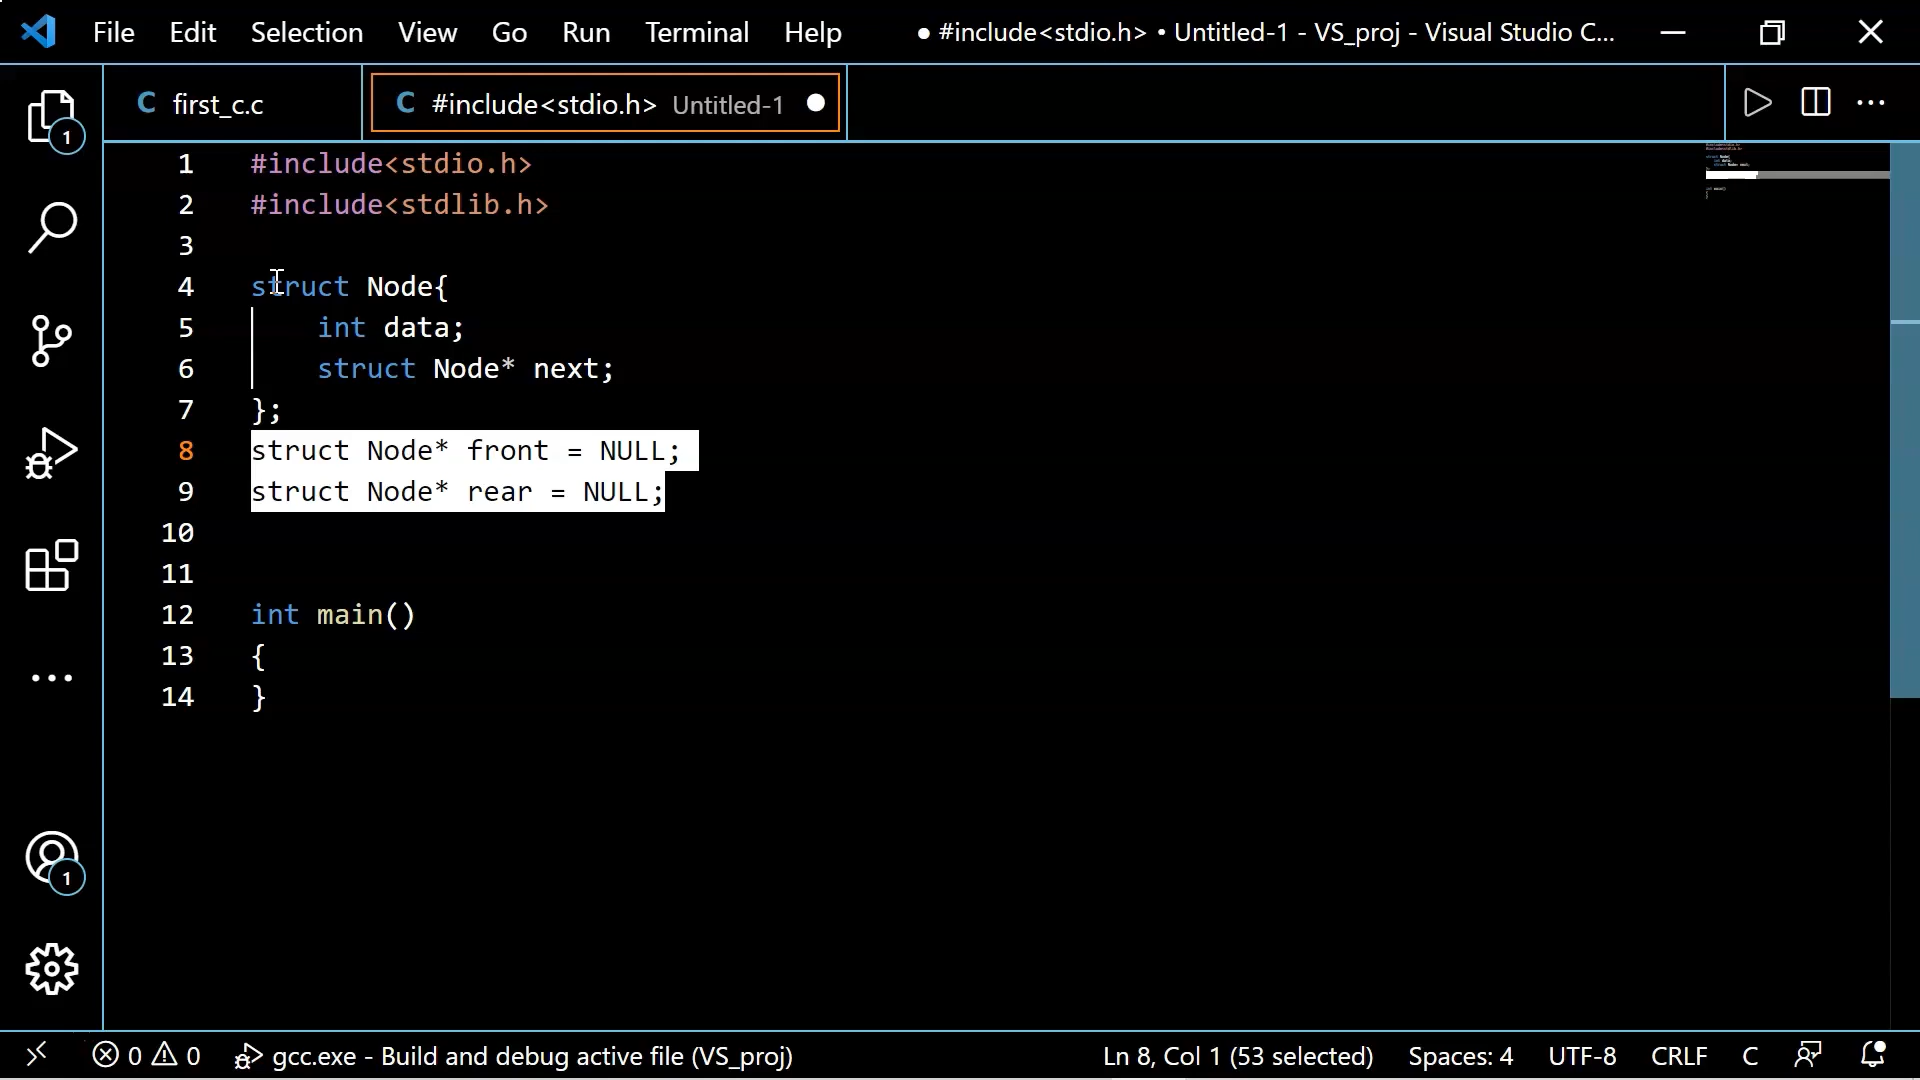 File Edit Selection View Go Run Terminal Help ● #include<stdio.h> • Untitled-1 - VS_proj - Visual Studio C...
C first_c.c C #include<stdio.h> Untitled-1
1
1 #include<stdio.h>
2 #include<stdlib.h>
3
4 struct Node{
5 int data;
6 struct Node* next;
7 };
8 struct Node* front = NULL;
9 struct Node* rear = NULL;
10
11
12 int main()
13 {
14 }
1
0 0 gcc.exe - Build and debug active file (VS_proj) Ln 8, Col 1 (53 selected) Spaces: 4 UTF-8 CRLF C